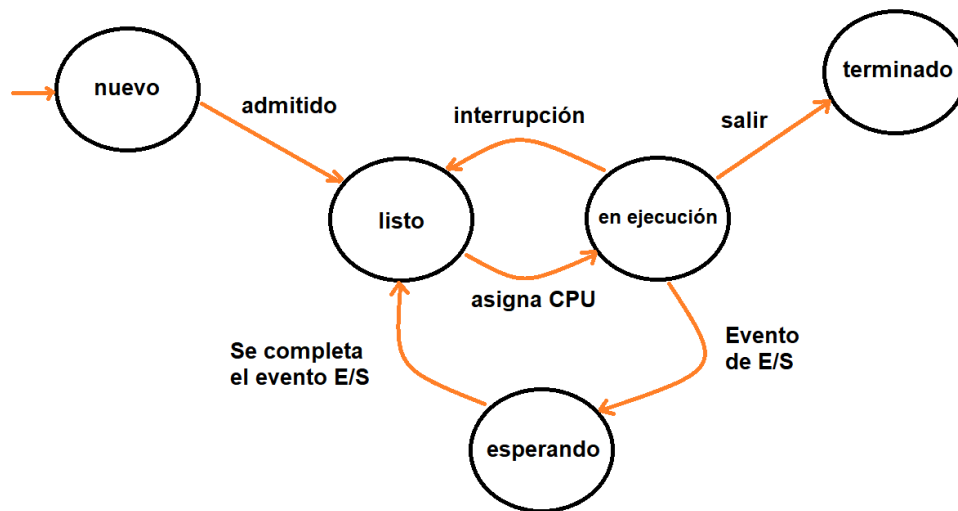 nuevo
admitido
interrupción
salir
terminado
listo
en ejecución
asigna CPU
Se completa
el evento E/S
Evento
de E/S
esperando